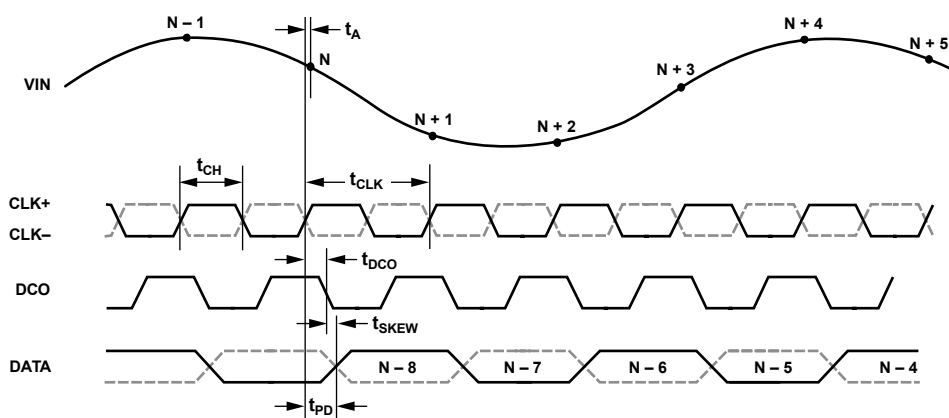 N – 1
t_A
N
N + 4
N + 5
N + 3
VIN
N + 1
N + 2
t_CH
t_CLK
CLK+
CLK–
t_DCO
DCO
t_SKEW
DATA
N – 8
N – 7
N – 6
N – 5
N – 4
t_PD